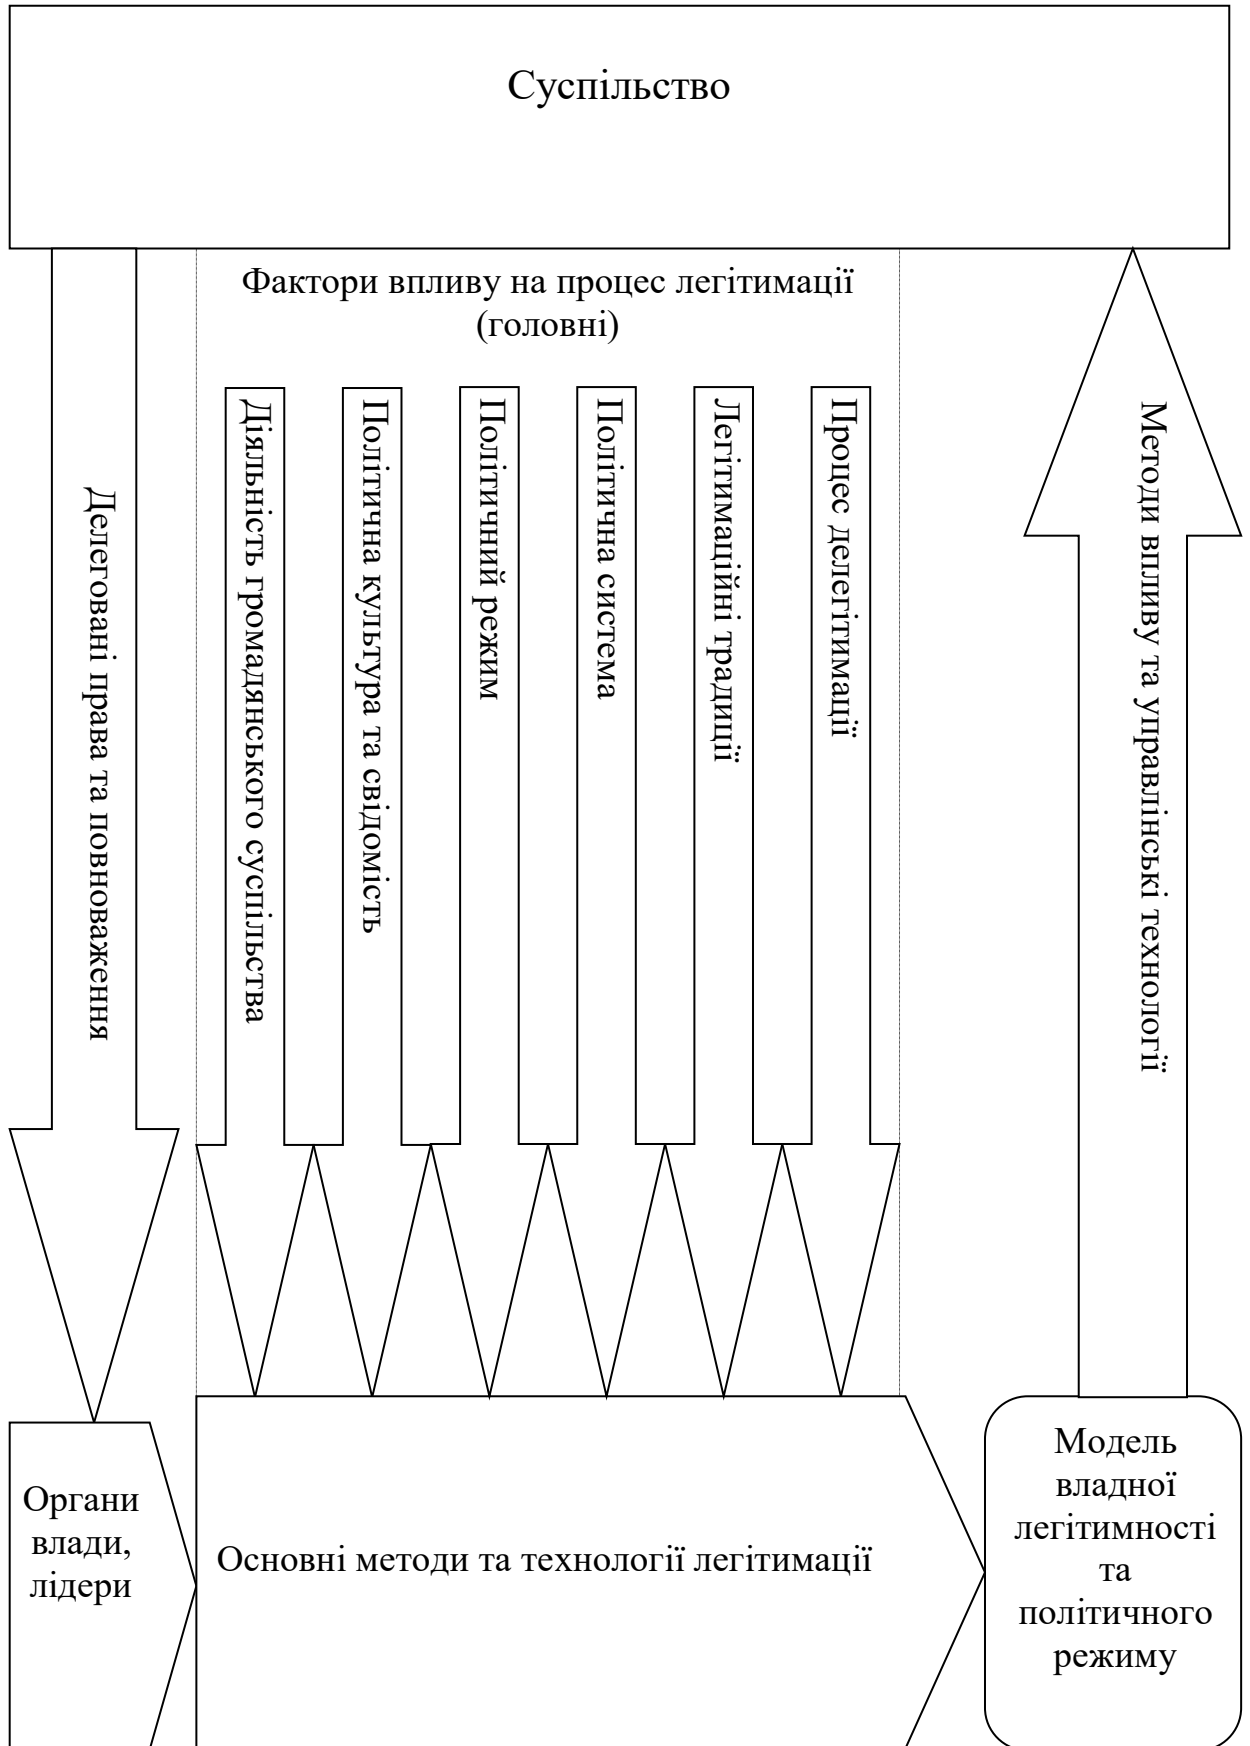 Суспільство
Фактори впливу на процес легітимації
(головні)
Делеговані права та повноваження
Діяльність громадянського суспільства
Політична культура та свідомість
Політичний режим
Політична система
Легітимаційні традиції
Процес делегітимації
Методи впливу та управлінські технології
Органи
влади,
лідери
Основні методи та технології легітимації
Модель
владної
легітимності
та
політичного
режиму